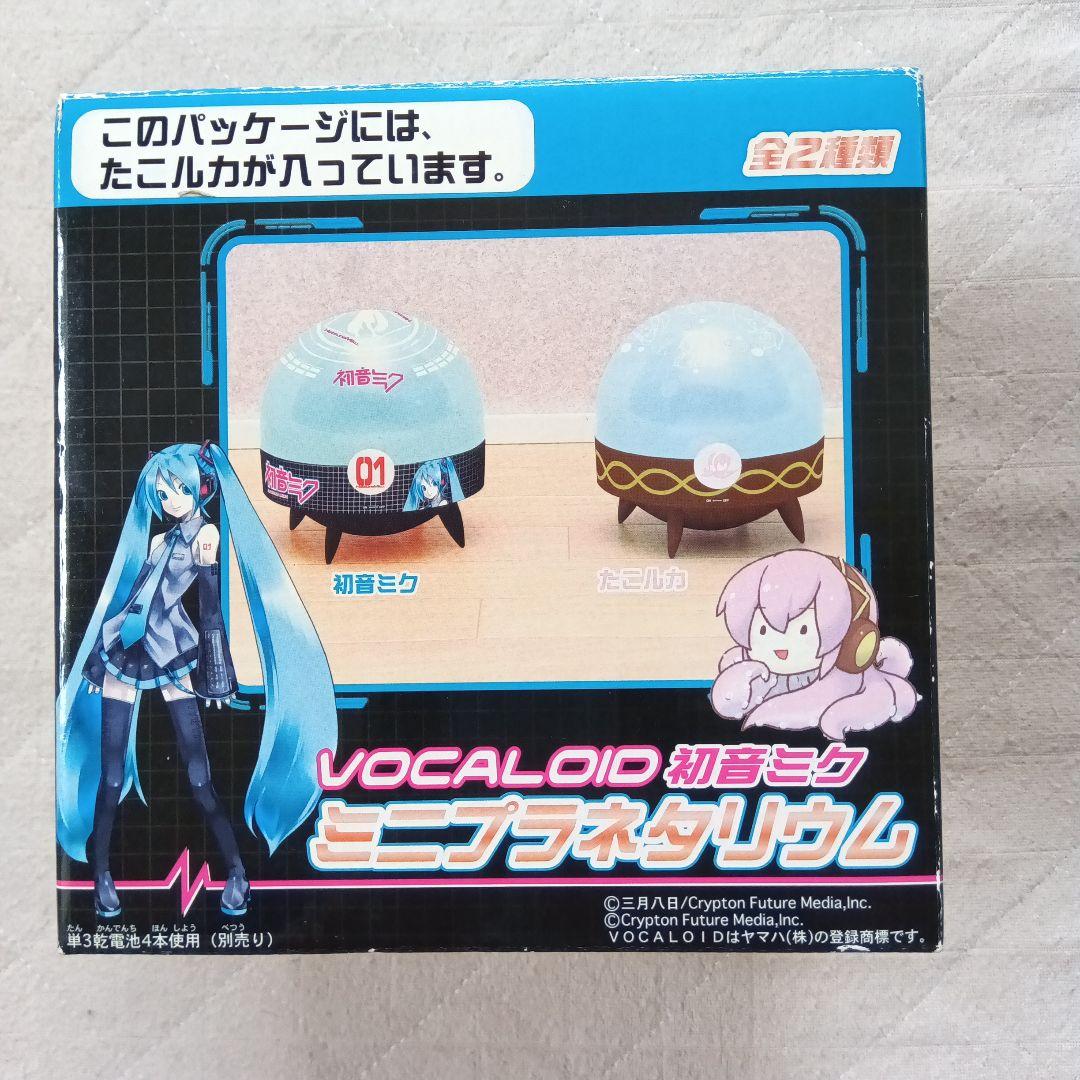 このパッケージには、
たこルカが入っています。
全2種類
初音ミク
初音ミク
01
初音ミク
たこルカ
VOCALOID 初音ミク
ミニプラネタリウム
たん かんでんち ほん しよう べつう
単3乾電池4本使用（別売り）
©三月八日/Crypton Future Media,Inc.
©Crypton Future Media,Inc.
VOCALOIDはヤマハ(株)の登録商標です。